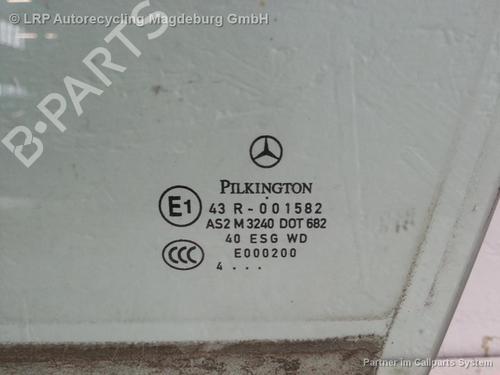 © LRP Autorecycling Magdeburg GmbH
B-PARTS
PILKINGTON
E1
43 R - 001582
AS2 M 3240 DOT 682
40 ESG WD
CCC
E000200
4 . . .
Partner im Callparts System